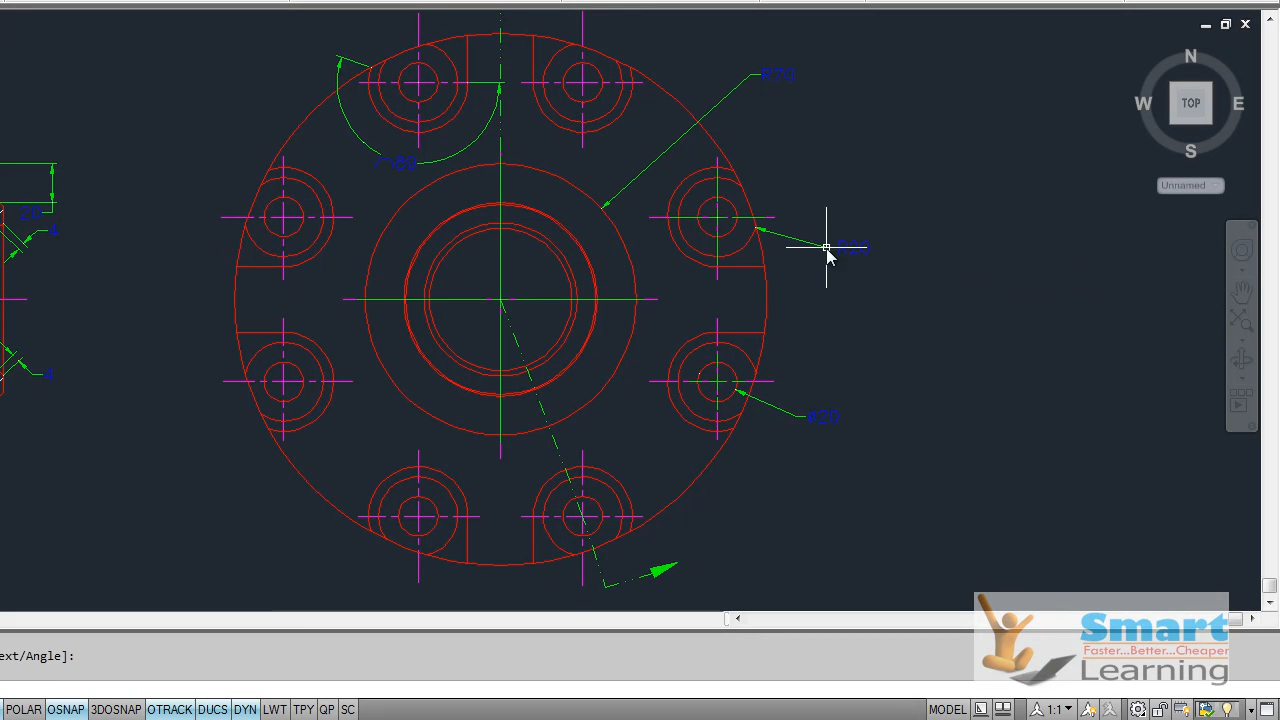 N
W
TOP
E
S
Unnamed
R70
20
4
4
Smart
Faster...Better...Cheaper
Learning
ext/Angle]:
POLAR OSNAP 3DOSNAP OTRACK DUCS DYN LWT TPY QP SC
MODEL
1:1